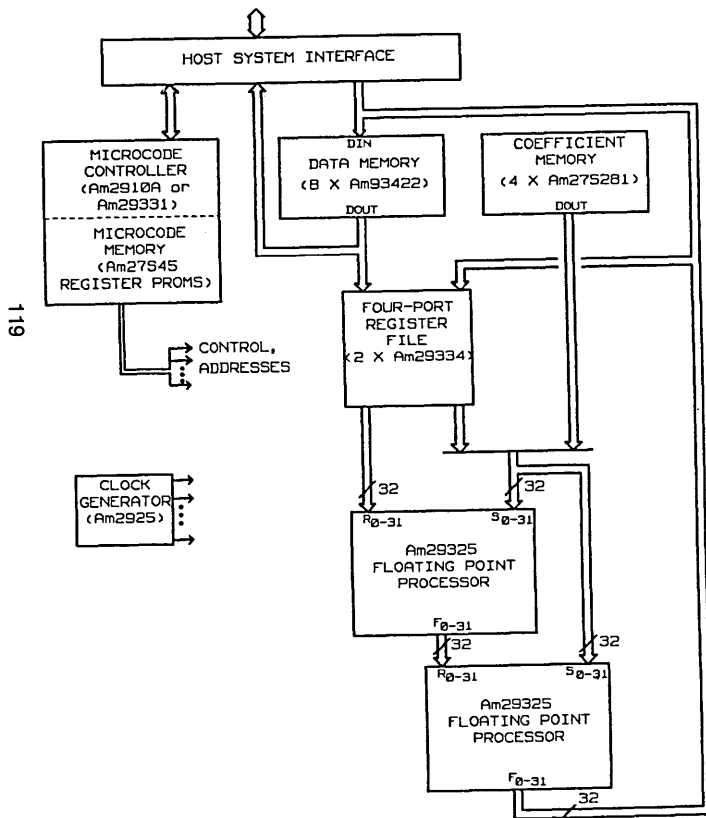 HOST SYSTEM INTERFACE
MICROCODE
CONTROLLER
(Am2910A or
Am29331)
MICROCODE
MEMORY
(Am27S45
REGISTER PROMS)
DIN
DATA MEMORY
(8 X Am93422)
DOUT
COEFFICIENT
MEMORY
(4 X Am27S281)
DOUT
119
CONTROL,
ADDRESSES
FOUR-PORT
REGISTER
FILE
(2 X Am29334)
CLOCK
GENERATOR
(Am2925)
32
32
R0-31
S0-31
Am29325
FLOATING POINT
PROCESSOR
F0-31
32
32
R0-31
S0-31
Am29325
FLOATING POINT
PROCESSOR
F0-31
32